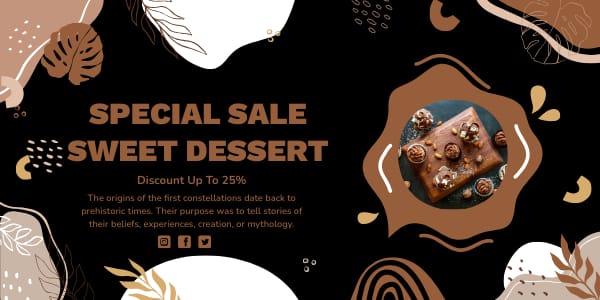 SPECIAL SALE
SWEET DESSERT
Discount Up To 25%
The origins of the first constellations date back to
prehistoric times. Their purpose was to tell stories of
their beliefs, experiences, creation, or mythology.